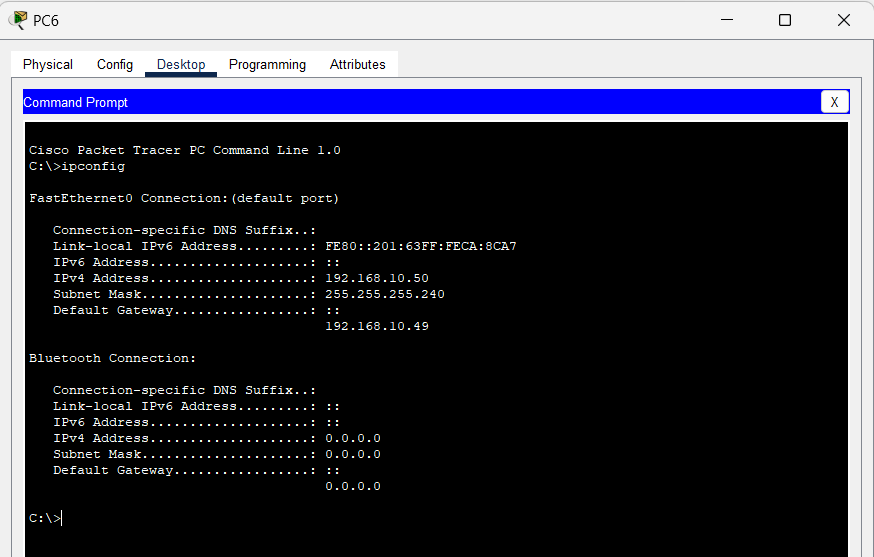 PC6
Physical Config Desktop Programming Attributes
Command Prompt X
Cisco Packet Tracer PC Command Line 1.0
C:\>ipconfig
FastEthernet0 Connection:(default port)
Connection-specific DNS Suffix..:
Link-local IPv6 Address.........: FE80::201:63FF:FECA:8CA7
IPv6 Address....................: ::
IPv4 Address....................: 192.168.10.50
Subnet Mask.....................: 255.255.255.240
Default Gateway.................: ::
192.168.10.49
Bluetooth Connection:
Connection-specific DNS Suffix..:
Link-local IPv6 Address.........: ::
IPv6 Address....................: ::
IPv4 Address....................: 0.0.0.0
Subnet Mask.....................: 0.0.0.0
Default Gateway.................: ::
0.0.0.0
C:\>